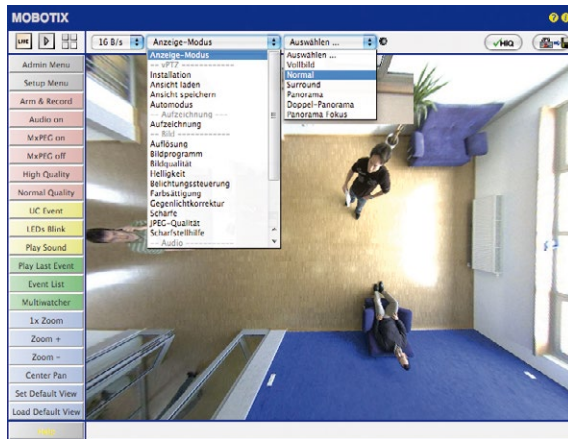 MOBOTIX
LIVE
16 B/s
Anzeige-Modus
Auswählen ...
HIQ
Anzeige-Modus
-- vPTZ ------------
Installation
Ansicht laden
Ansicht speichern
Automodus
-- Aufzeichnung ---
Aufzeichnung
-- Bild ------------
Auflösung
Bildprogramm
Bildqualität
Helligkeit
Belichtungssteuerung
Farbsättigung
Gegenlichtkorrektur
Schärfe
JPEG-Qualität
Scharfstellhilfe
-- Audio -----------
Auswählen ...
Vollbild
Normal
Surround
Panorama
Doppel-Panorama
Panorama Fokus
Admin Menu
Setup Menu
Arm & Record
Audio on
MxPEG on
MxPEG off
High Quality
Normal Quality
UC Event
LEDs Blink
Play Sound
Play Last Event
Event List
Multiwatcher
1x Zoom
Zoom +
Zoom –
Center Pan
Set Default View
Load Default View